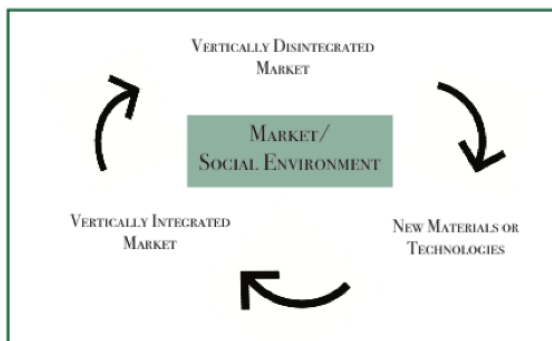 Vertically Disintegrated
Market
Market/
Social Environment
Vertically Integrated
Market
New Materials or
Technologies